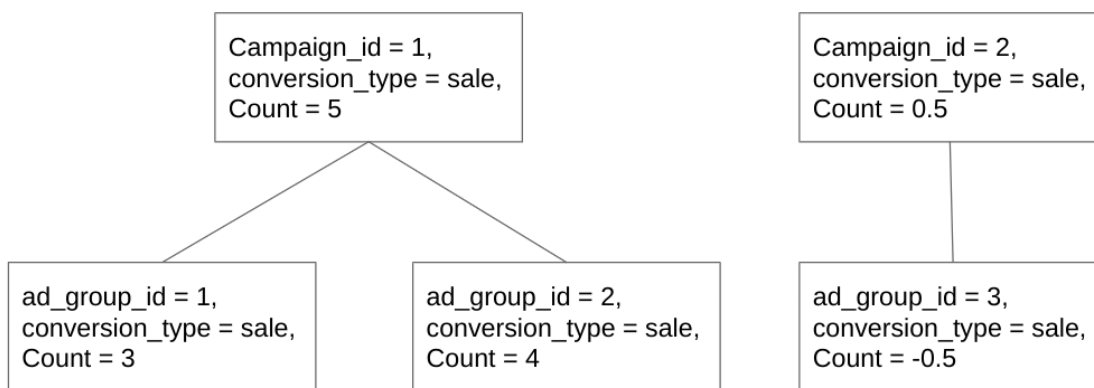 Campaign_id = 1,
conversion_type = sale,
Count = 5
Campaign_id = 2,
conversion_type = sale,
Count = 0.5
ad_group_id = 1,
conversion_type = sale,
Count = 3
ad_group_id = 2,
conversion_type = sale,
Count = 4
ad_group_id = 3,
conversion_type = sale,
Count = -0.5